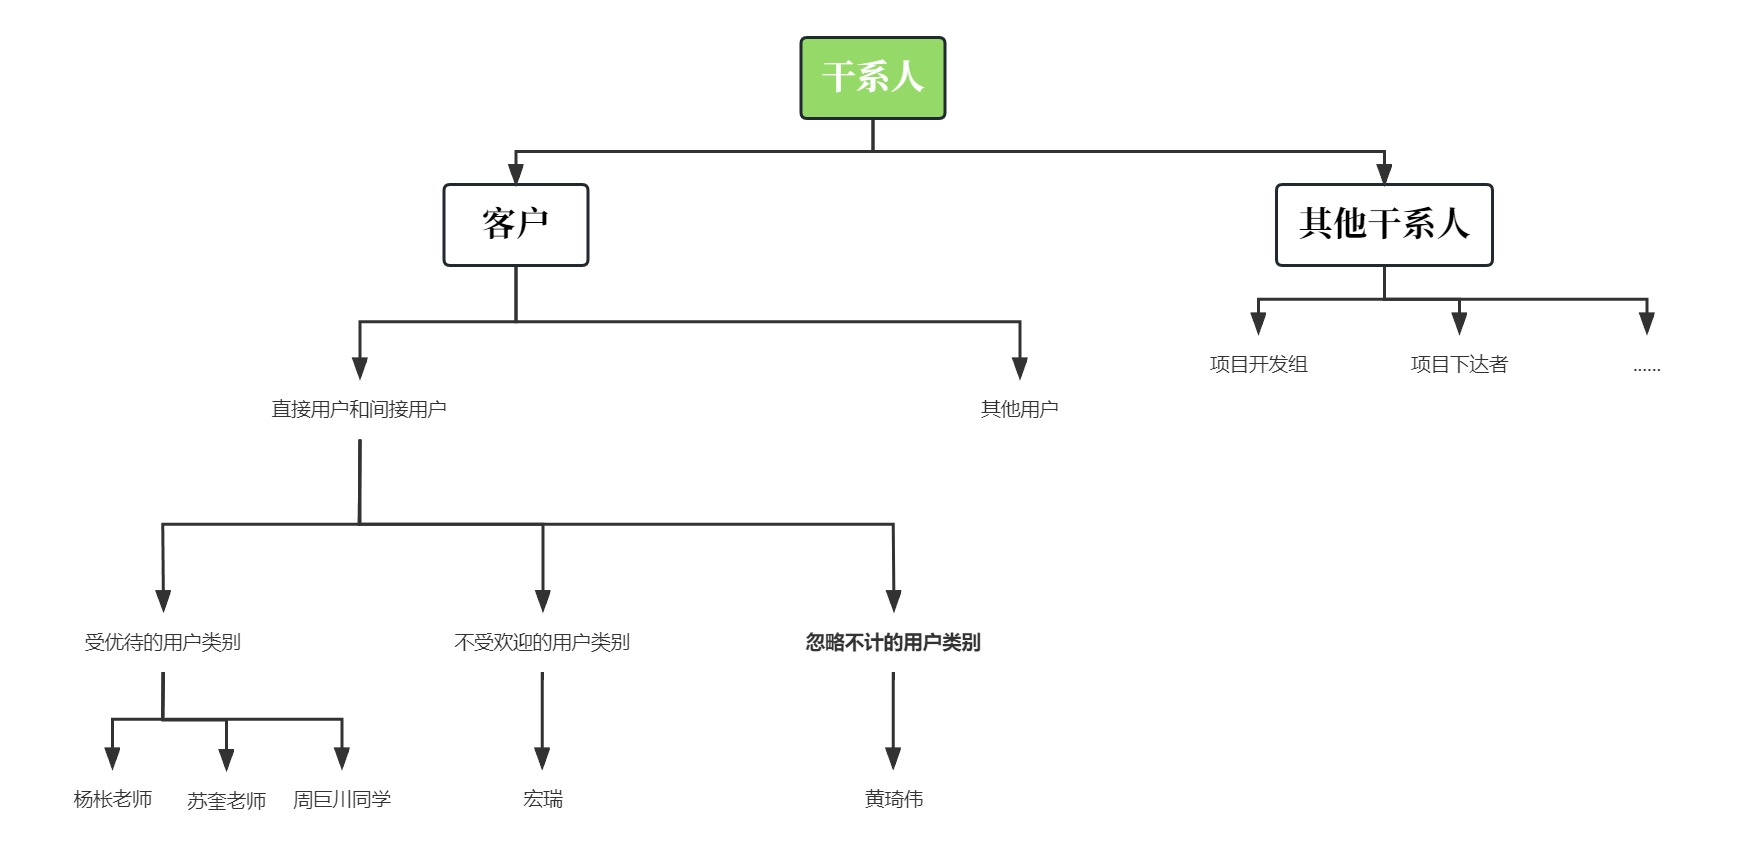 干系人
客户
其他干系人
项目开发组
项目下达者
......
直接用户和间接用户
其他用户
受优待的用户类别
不受欢迎的用户类别
忽略不计的用户类别
杨枨老师
苏奎老师
周巨川同学
宏瑞
黄琦伟